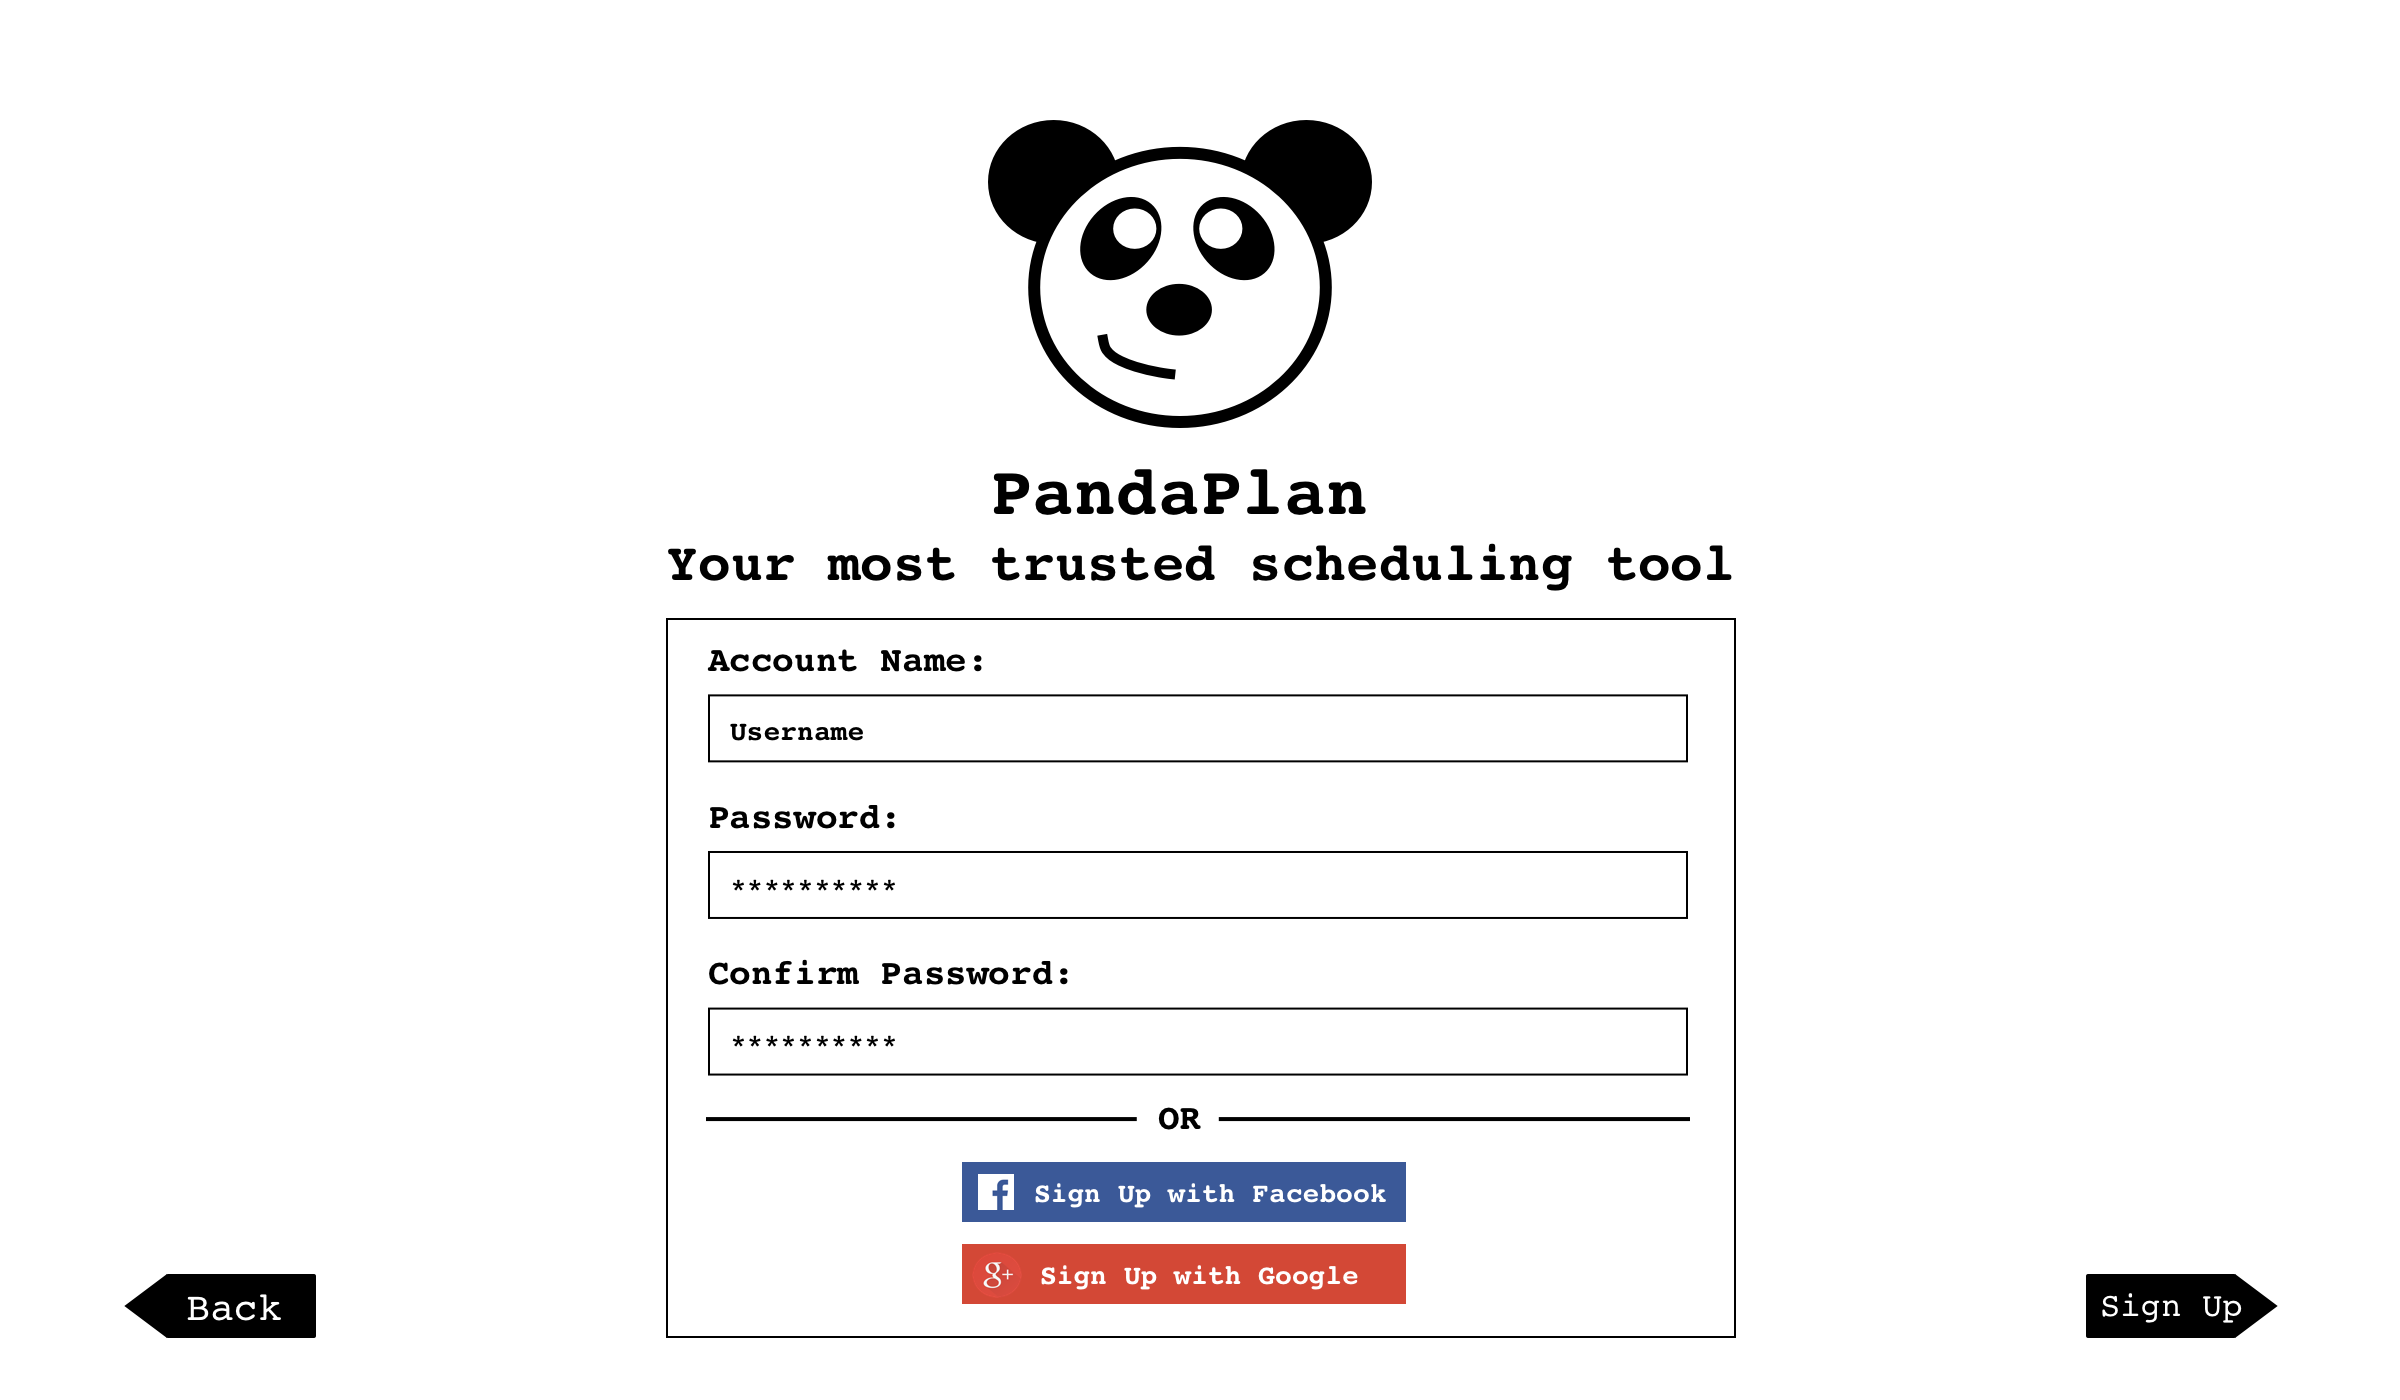 PandaPlan
Your most trusted scheduling tool
Account Name:
Username
Password:
**********
Confirm Password:
**********
OR
f Sign Up with Facebook
g+ Sign Up with Google
Back
Sign Up